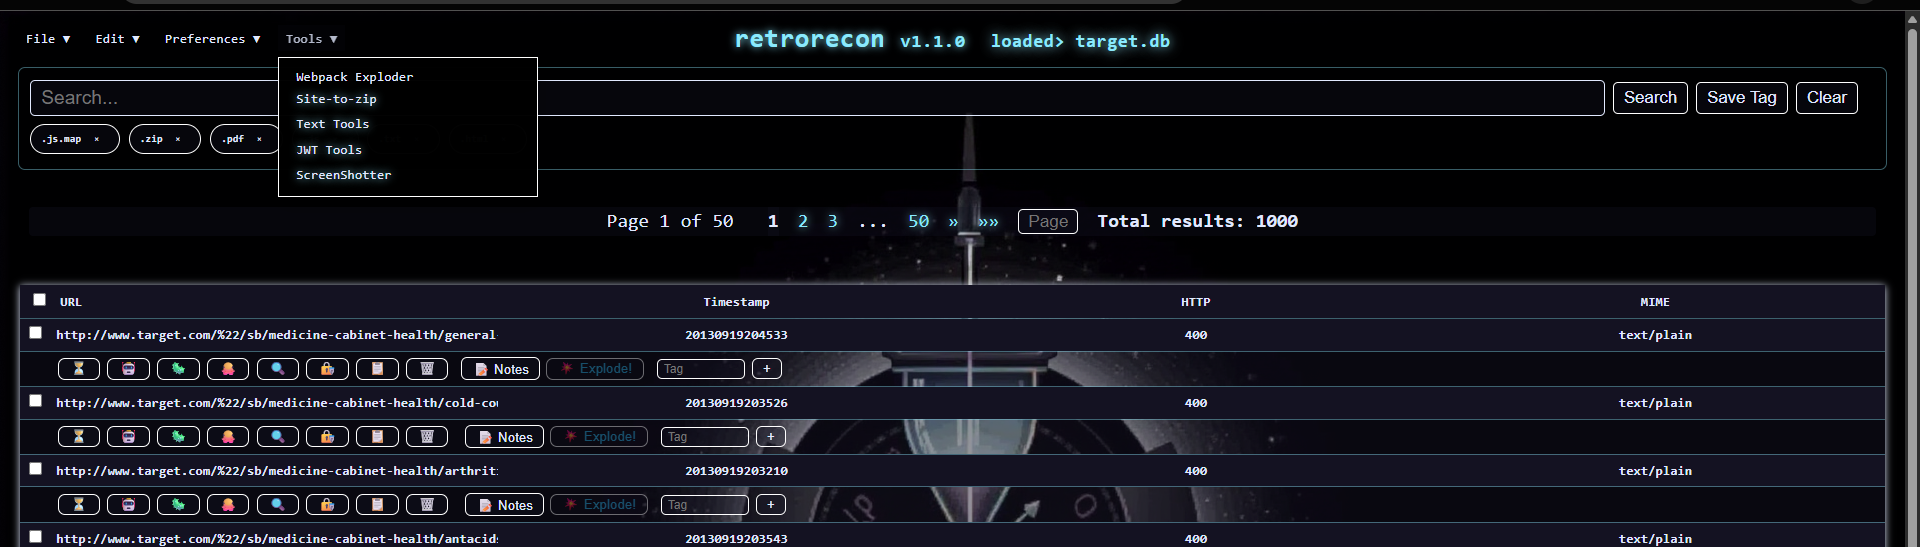 File ▼ Edit ▼ Preferences ▼ Tools ▼ retrorecon v1.1.0 loaded> target.db
Webpack Exploder
Site-to-zip
Text Tools
JWT Tools
ScreenShotter
Search... Search Save Tag Clear
.js.map × .zip × .pdf ×
Page 1 of 50 1 2 3 ... 50 » »» Page Total results: 1000
URL Timestamp HTTP MIME
http://www.target.com/%22/sb/medicine-cabinet-health/general- 20130919204533 400 text/plain
Notes Explode! Tag +
http://www.target.com/%22/sb/medicine-cabinet-health/cold-co 20130919203526 400 text/plain
Notes Explode! Tag +
http://www.target.com/%22/sb/medicine-cabinet-health/arthrit 20130919203210 400 text/plain
Notes Explode! Tag +
http://www.target.com/%22/sb/medicine-cabinet-health/antacid 20130919203543 400 text/plain